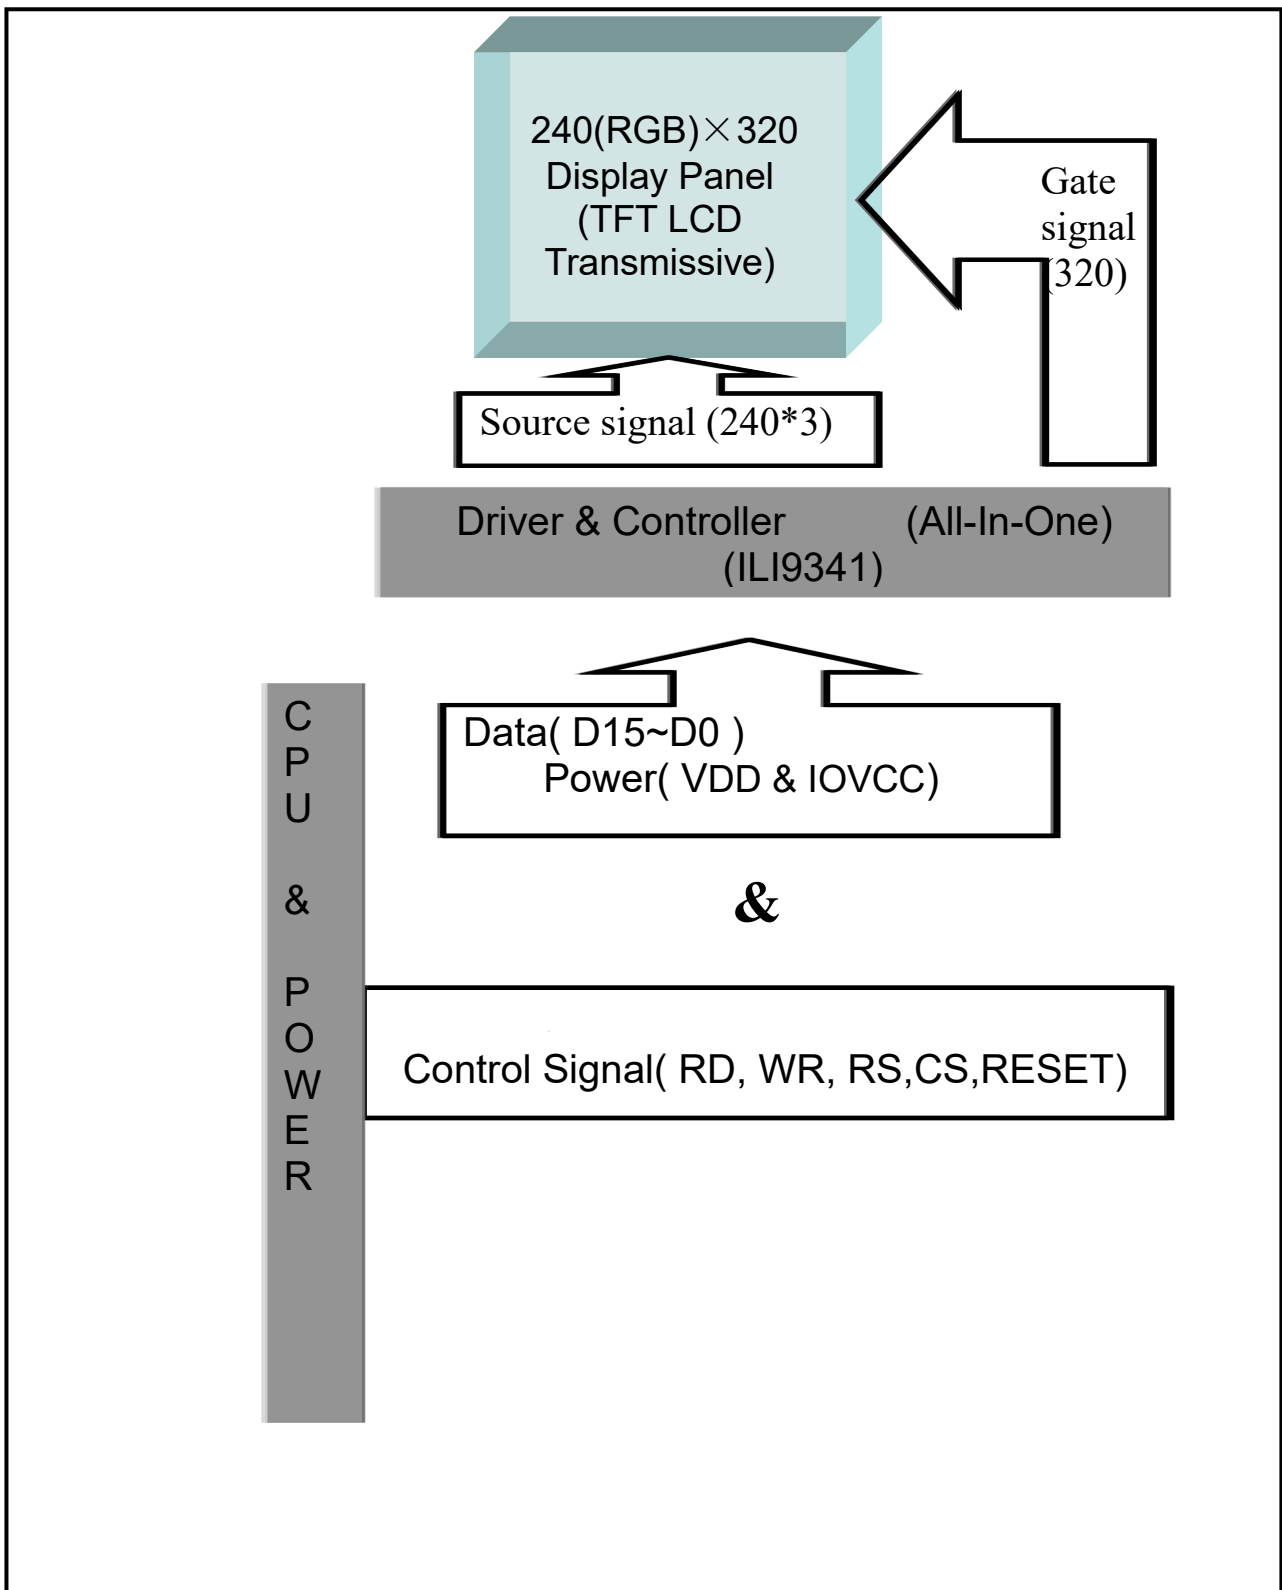 240(RGB)×320
Display Panel
(TFT LCD
Transmissive)
Gate
signal
(320)
Source signal (240*3)
Driver & Controller (All-In-One)
(ILI9341)
Data( D15~D0 )
Power( VDD & IOVCC)
&
Control Signal( RD, WR, RS,CS,RESET)
C
P
U
&
P
O
W
E
R